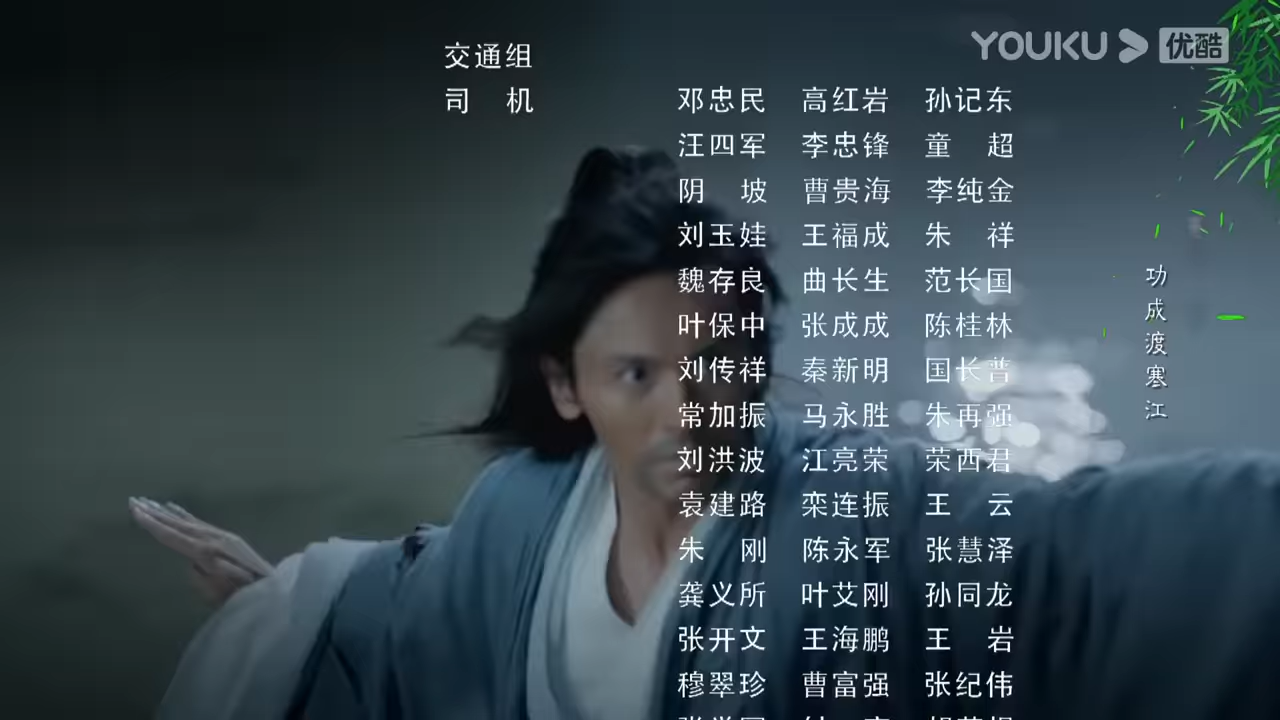 YOUKU 优酷
交通组
司 机
邓忠民 高红岩 孙记东
汪四军 李忠锋 童 超
阴 坡 曹贵海 李纯金
刘玉娃 王福成 朱 祥
魏存良 曲长生 范长国
叶保中 张成成 陈桂林
刘传祥 秦新明 国长普
常加振 马永胜 朱再强
刘洪波 江亮荣 荣西君
袁建路 栾连振 王 云
朱 刚 陈永军 张慧泽
龚义所 叶艾刚 孙同龙
张开文 王海鹏 王 岩
穆翠珍 曹富强 张纪伟
功成渡寒江